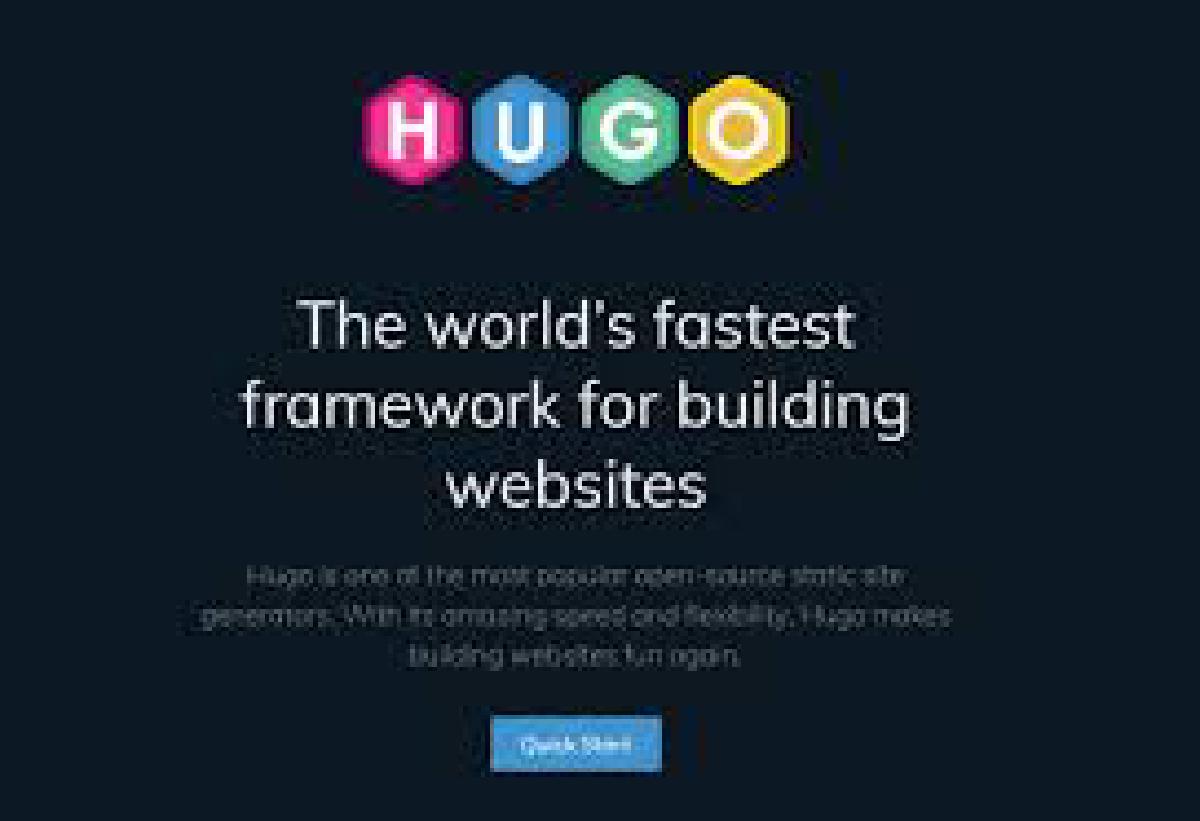 HUGO
The world's fastest
framework for building
websites
Hugo is one of the most popular open-source static site
generators. With its amazing speed and flexibility, Hugo makes
building websites fun again.
Quick Start